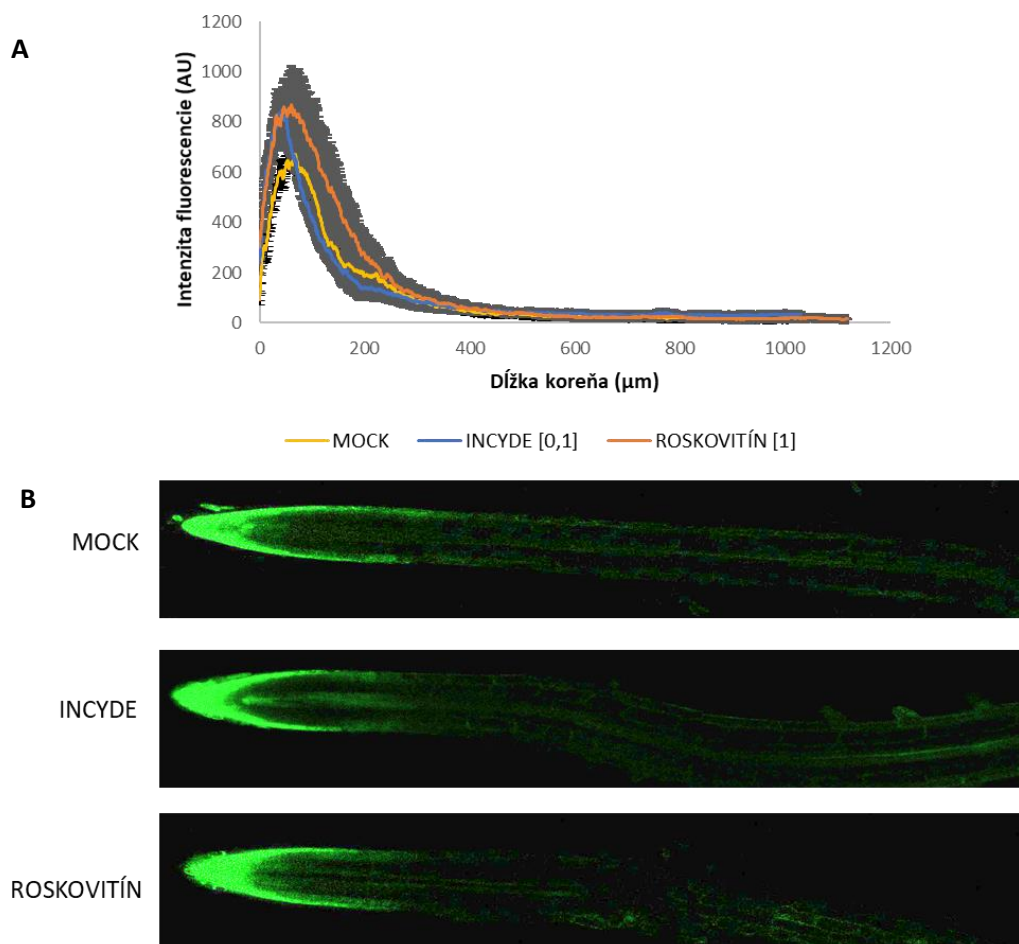 A
Intenzita fluorescencie (AU)
1200
1000
800
600
400
200
0
0 200 400 600 800 1000 1200
Dĺžka koreňa (µm)
MOCK INCYDE [0,1] ROSKOVITÍN [1]
B
MOCK
INCYDE
ROSKOVITÍN